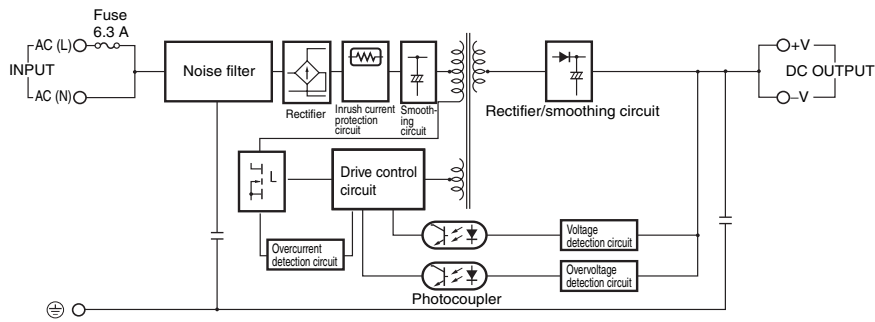 Fuse
6.3 A
AC (L)
INPUT
AC (N)
Noise filter
Rectifier
Inrush current
protection
circuit
Smooth-
ing
circuit
Rectifier/smoothing circuit
+V
DC OUTPUT
–V
Drive control
circuit
Overcurrent
detection circuit
Voltage
detection circuit
Overvoltage
detection circuit
Photocoupler